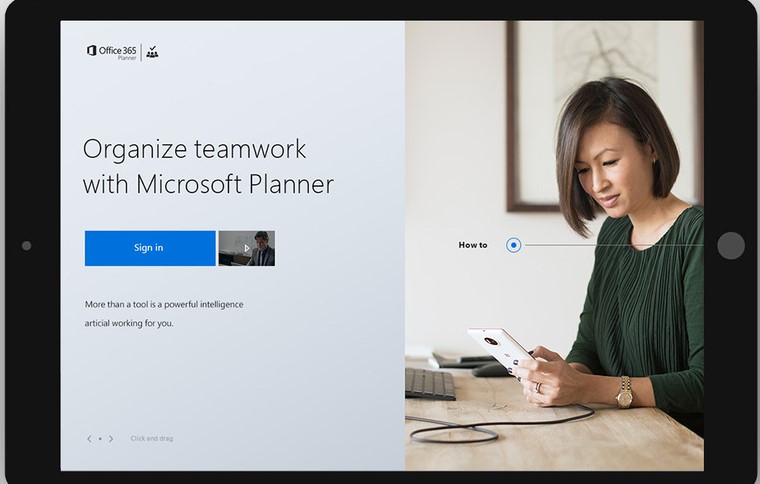 Office 365
Planner
Organize teamwork
with Microsoft Planner
Sign in
How to
More than a tool is a powerful intelligence
articial working for you.
Click and drag